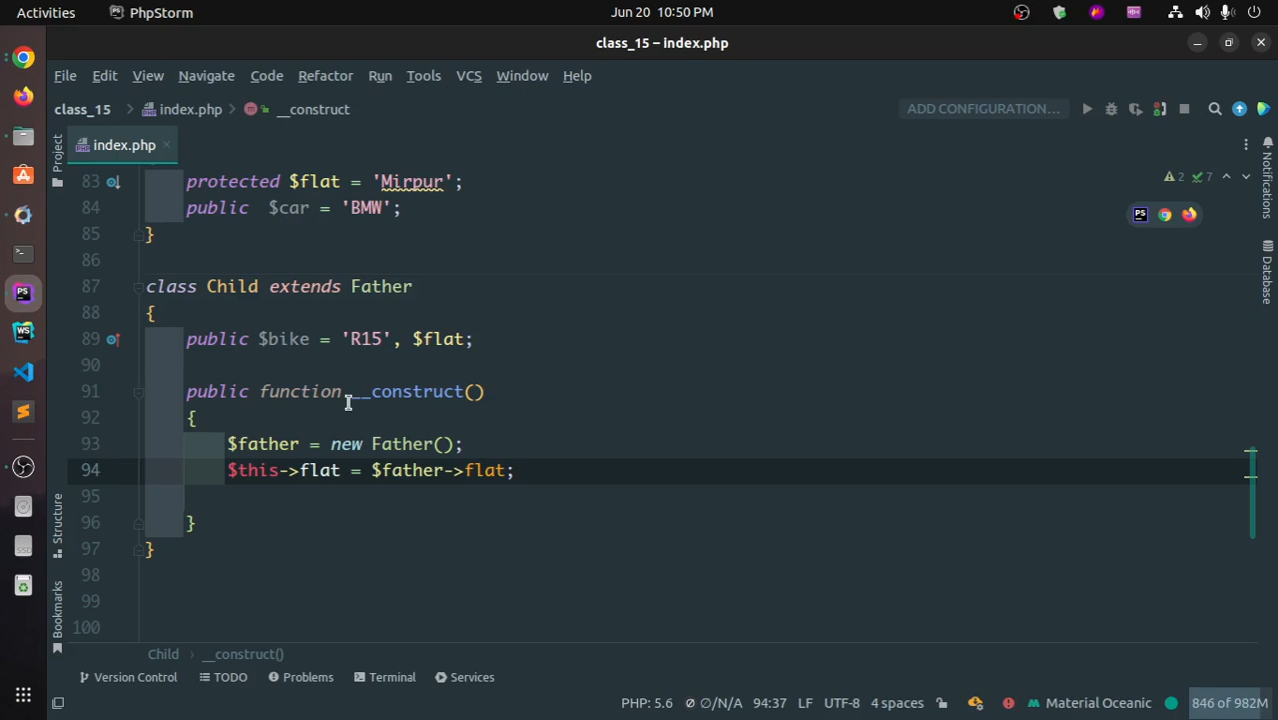 Activities PhpStorm Jun 20 10:50 PM
class_15 – index.php
File Edit View Navigate Code Refactor Run Tools VCS Window Help
class_15 index.php __construct ADD CONFIGURATION...
index.php
Project
Notifications
Database
Structure
Bookmarks
2 7
83 protected $flat = 'Mirpur';
84 public $car = 'BMW';
85 }
86
87 class Child extends Father
88 {
89 public $bike = 'R15', $flat;
90
91 public function __construct()
92 {
93 $father = new Father();
94 $this->flat = $father->flat;
95
96 }
97 }
98
99
100
Child __construct()
Version Control TODO Problems Terminal Services
PHP: 5.6 ∅/N/A 94:37 LF UTF-8 4 spaces Material Oceanic 846 of 982M